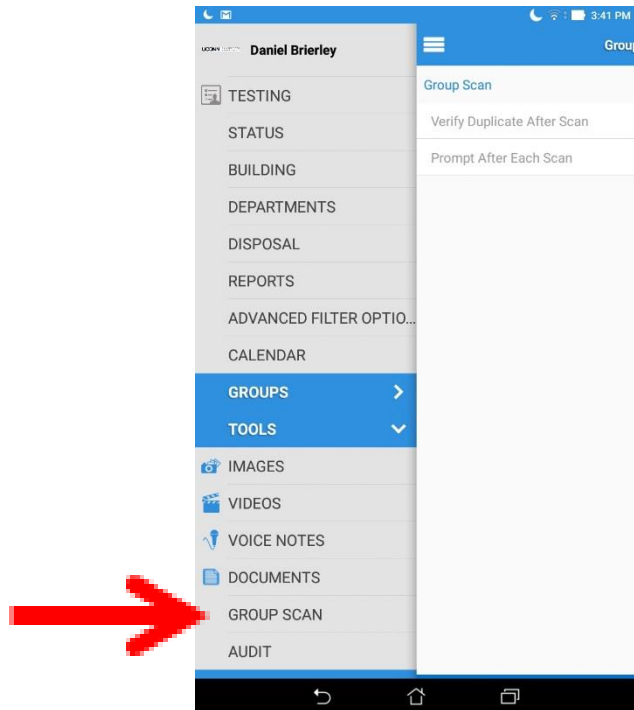 3:41 PM
Daniel Brierley
Group
TESTING
STATUS
BUILDING
DEPARTMENTS
DISPOSAL
REPORTS
ADVANCED FILTER OPTIO...
CALENDAR
GROUPS
TOOLS
IMAGES
VIDEOS
VOICE NOTES
DOCUMENTS
GROUP SCAN
AUDIT
Group Scan
Verify Duplicate After Scan
Prompt After Each Scan